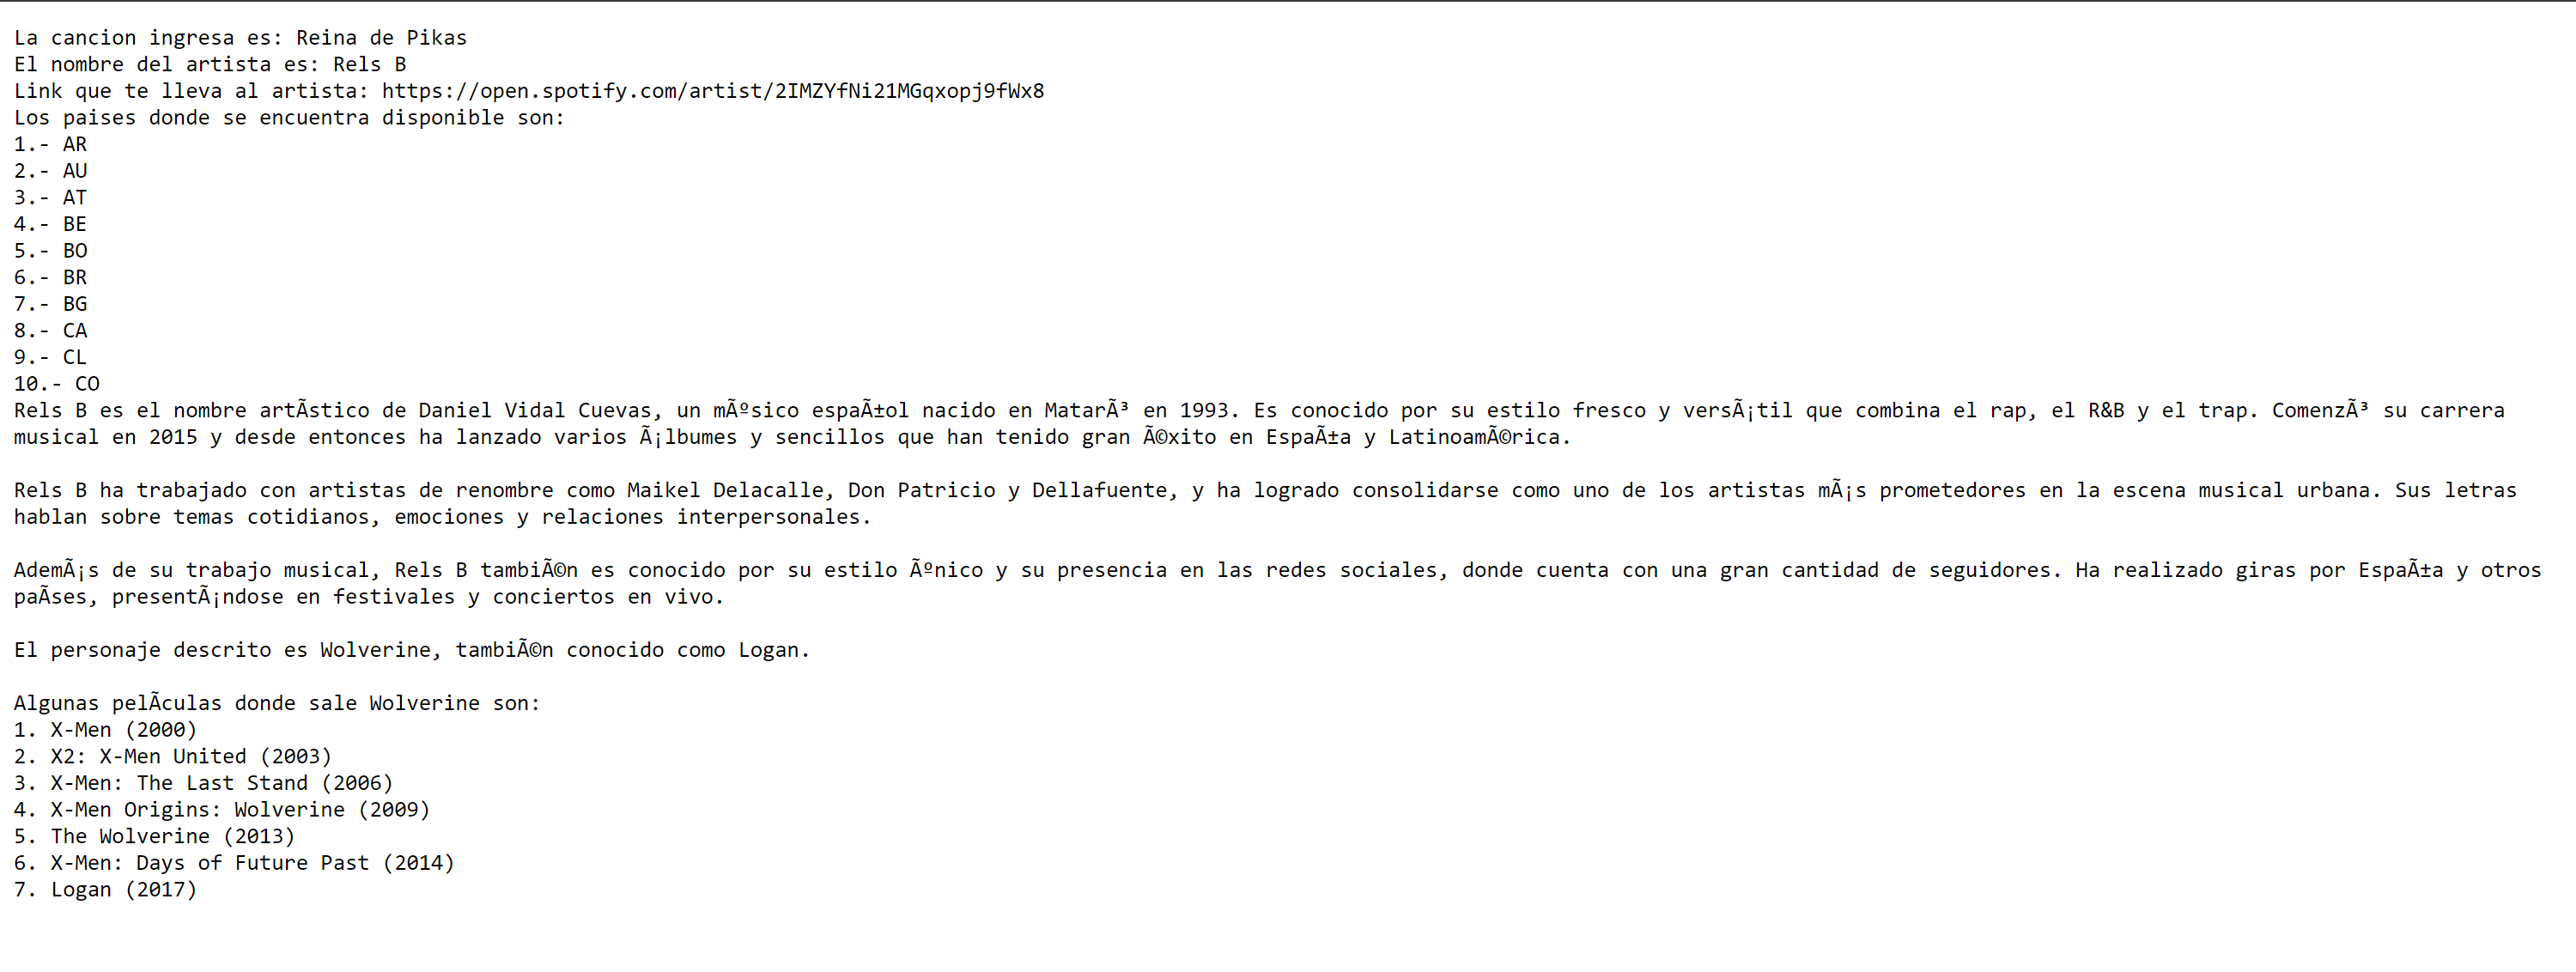 La cancion ingresa es: Reina de Pikas
El nombre del artista es: Rels B
Link que te lleva al artista: https://open.spotify.com/artist/2IMZYfNi21MGqxopj9fWx8
Los paises donde se encuentra disponible son:
1.- AR
2.- AU
3.- AT
4.- BE
5.- BO
6.- BR
7.- BG
8.- CA
9.- CL
10.- CO
Rels B es el nombre artÃstico de Daniel Vidal Cuevas, un mÃºsico espaÃ±ol nacido en MatarÃ³ en 1993. Es conocido por su estilo fresco y versÃ¡til que combina el rap, el R&B y el trap. ComenzÃ³ su carrera
musical en 2015 y desde entonces ha lanzado varios Ã¡lbumes y sencillos que han tenido gran Ã©xito en EspaÃ±a y LatinoamÃ©rica.
Rels B ha trabajado con artistas de renombre como Maikel Delacalle, Don Patricio y Dellafuente, y ha logrado consolidarse como uno de los artistas mÃ¡s prometedores en la escena musical urbana. Sus letras
hablan sobre temas cotidianos, emociones y relaciones interpersonales.
AdemÃ¡s de su trabajo musical, Rels B tambiÃ©n es conocido por su estilo Ãºnico y su presencia en las redes sociales, donde cuenta con una gran cantidad de seguidores. Ha realizado giras por EspaÃ±a y otros
paÃses, presentÃ¡ndose en festivales y conciertos en vivo.
El personaje descrito es Wolverine, tambiÃ©n conocido como Logan.
Algunas pelÃculas donde sale Wolverine son:
1. X-Men (2000)
2. X2: X-Men United (2003)
3. X-Men: The Last Stand (2006)
4. X-Men Origins: Wolverine (2009)
5. The Wolverine (2013)
6. X-Men: Days of Future Past (2014)
7. Logan (2017)